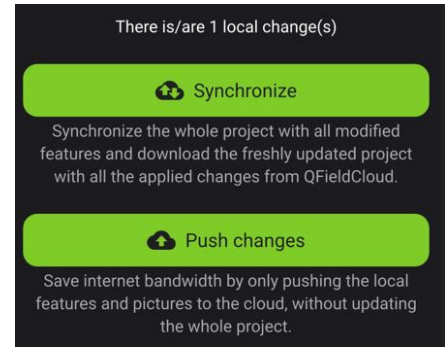 There is/are 1 local change(s)
Synchronize
Synchronize the whole project with all modified
features and download the freshly updated project
with all the applied changes from QFieldCloud.
Push changes
Save internet bandwidth by only pushing the local
features and pictures to the cloud, without updating
the whole project.